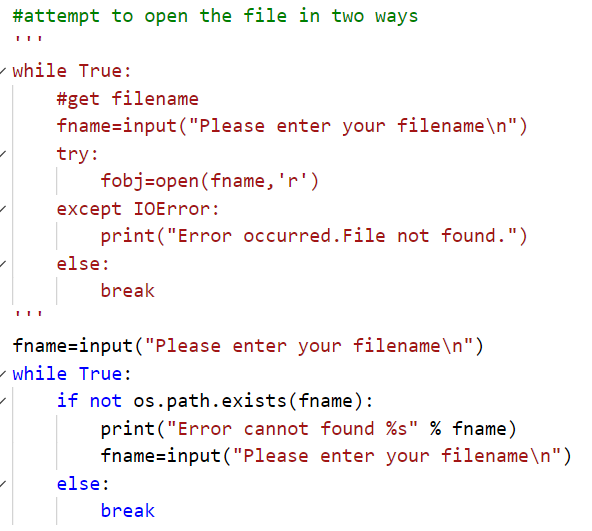 #attempt to open the file in two ways
'''
while True:
    #get filename
    fname=input("Please enter your filename\n")
    try:
        fobj=open(fname,'r')
    except IOError:
        print("Error occurred.File not found.")
    else:
        break
'''
fname=input("Please enter your filename\n")
while True:
    if not os.path.exists(fname):
        print("Error cannot found %s" % fname)
        fname=input("Please enter your filename\n")
    else:
        break